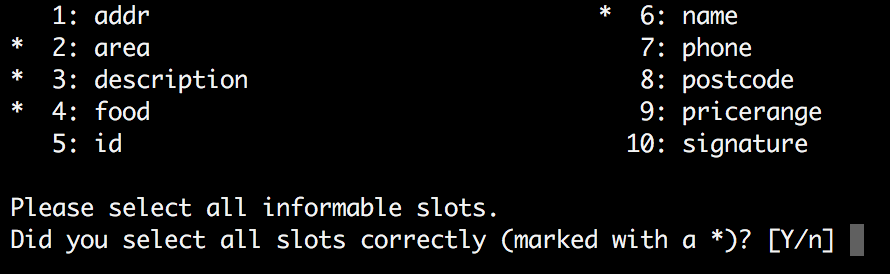 1: addr                                 *  6: name
*  2: area                                    7: phone
*  3: description                             8: postcode
*  4: food                                    9: pricerange
   5: id                                     10: signature
Please select all informable slots.
Did you select all slots correctly (marked with a *)? [Y/n]